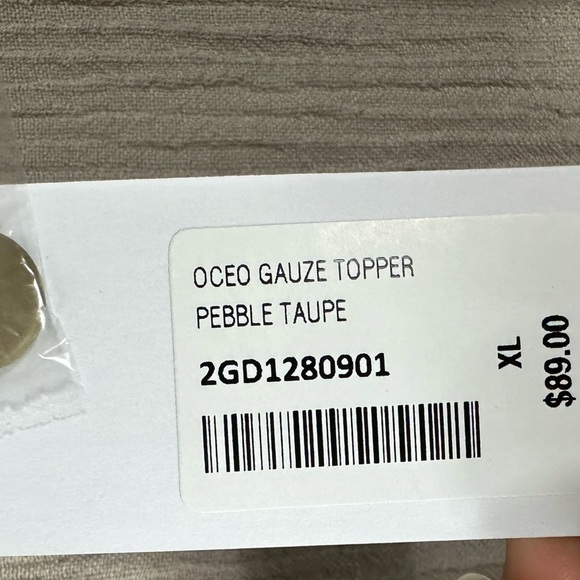 OCEO GAUZE TOPPER
PEBBLE TAUPE
2GD1280901
XL
$89.00